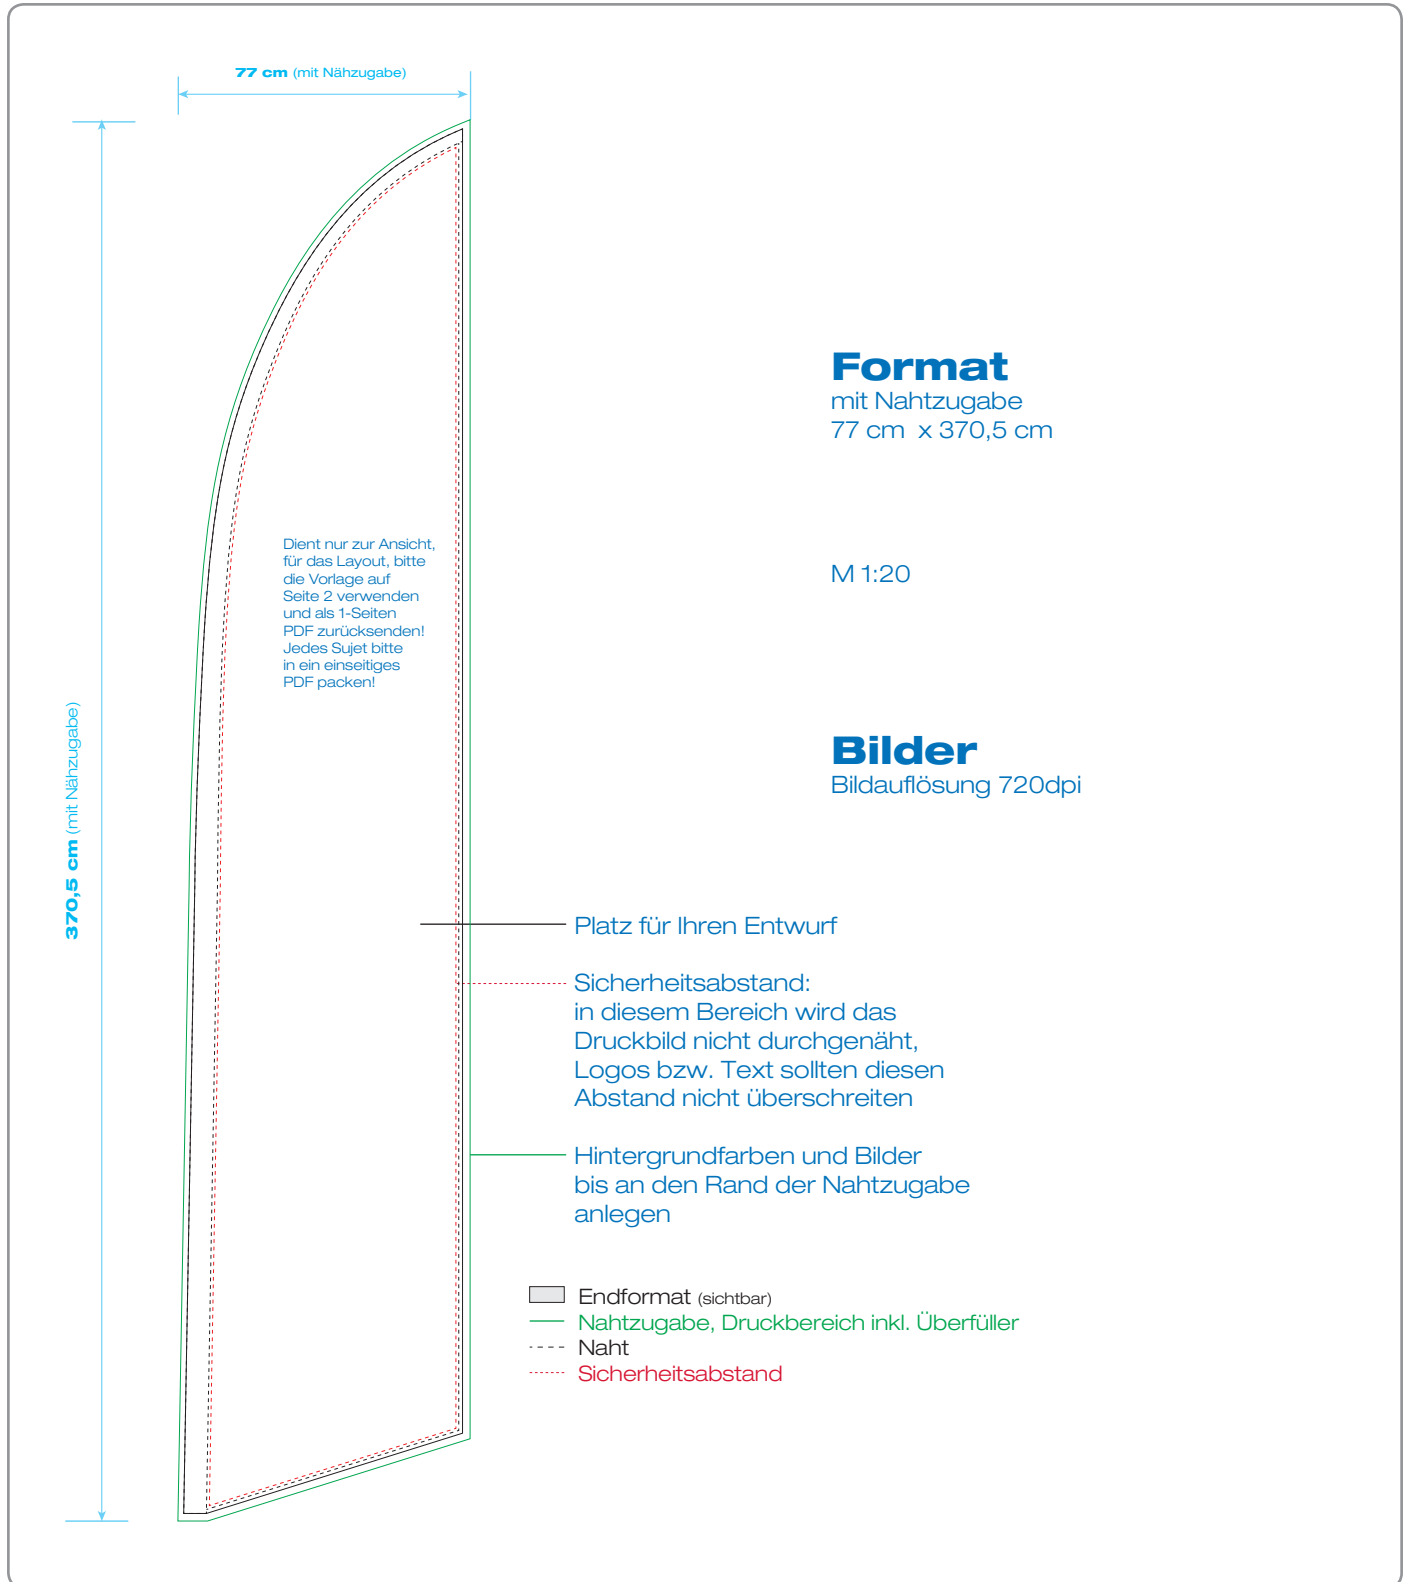 77 cm (mit Nähzugabe)
370,5 cm (mit Nähzugabe)
Dient nur zur Ansicht,
für das Layout, bitte
die Vorlage auf
Seite 2 verwenden
und als 1-Seiten
PDF zurücksenden!
Jedes Sujet bitte
in ein einseitiges
PDF packen!
Format
mit Nahtzugabe
77 cm x 370,5 cm
M 1:20
Bilder
Bildauflösung 720dpi
Platz für Ihren Entwurf
Sicherheitsabstand:
in diesem Bereich wird das
Druckbild nicht durchgenäht,
Logos bzw. Text sollten diesen
Abstand nicht überschreiten
Hintergrundfarben und Bilder
bis an den Rand der Nahtzugabe
anlegen
Endformat (sichtbar)
Nahtzugabe, Druckbereich inkl. Überfüller
Naht
Sicherheitsabstand